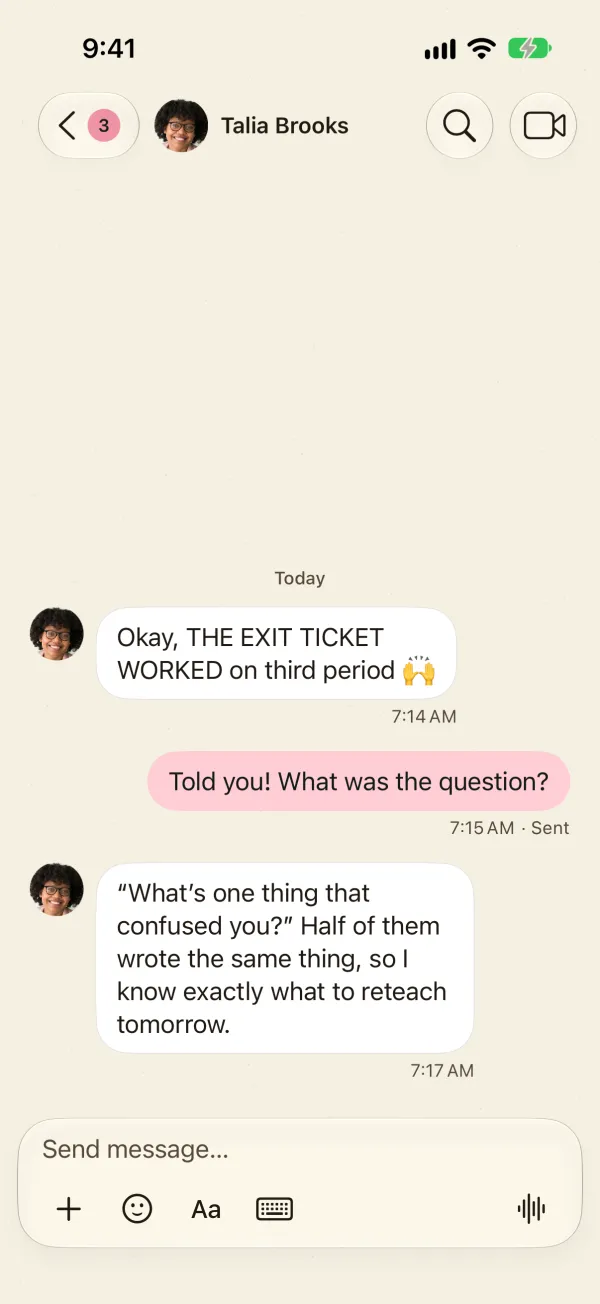 9:41
3
Talia Brooks
Today
Okay, THE EXIT TICKET
WORKED on third period 🙌
7:14 AM
Told you! What was the question?
7:15 AM · Sent
“What’s one thing that
confused you?” Half of them
wrote the same thing, so I
know exactly what to reteach
tomorrow.
7:17 AM
Send message...
Aa